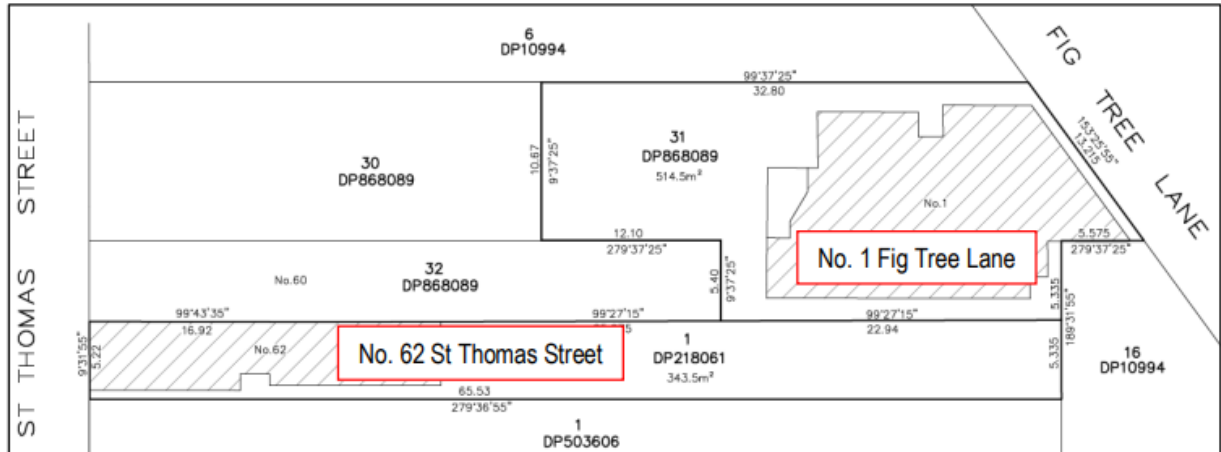 6
DP10994
FIG TREE LANE
99°37'25"
32.80
153°25'55"
13.215
ST THOMAS STREET
30
DP868089
10.67
9°37'25"
31
DP868089
514.5m²
No.1
12.10
279°37'25"
5.575
279°37'25"
No. 1 Fig Tree Lane
32
DP868089
No.60
5.40
9°37'25"
5.335
189°31'55"
99°43'35"
16.92
99°27'15"
99°27'15"
22.94
9°31'55"
5.22
No.62
No. 62 St Thomas Street
1
DP218061
343.5m²
5.335
16
DP10994
65.53
279°36'55"
1
DP503606